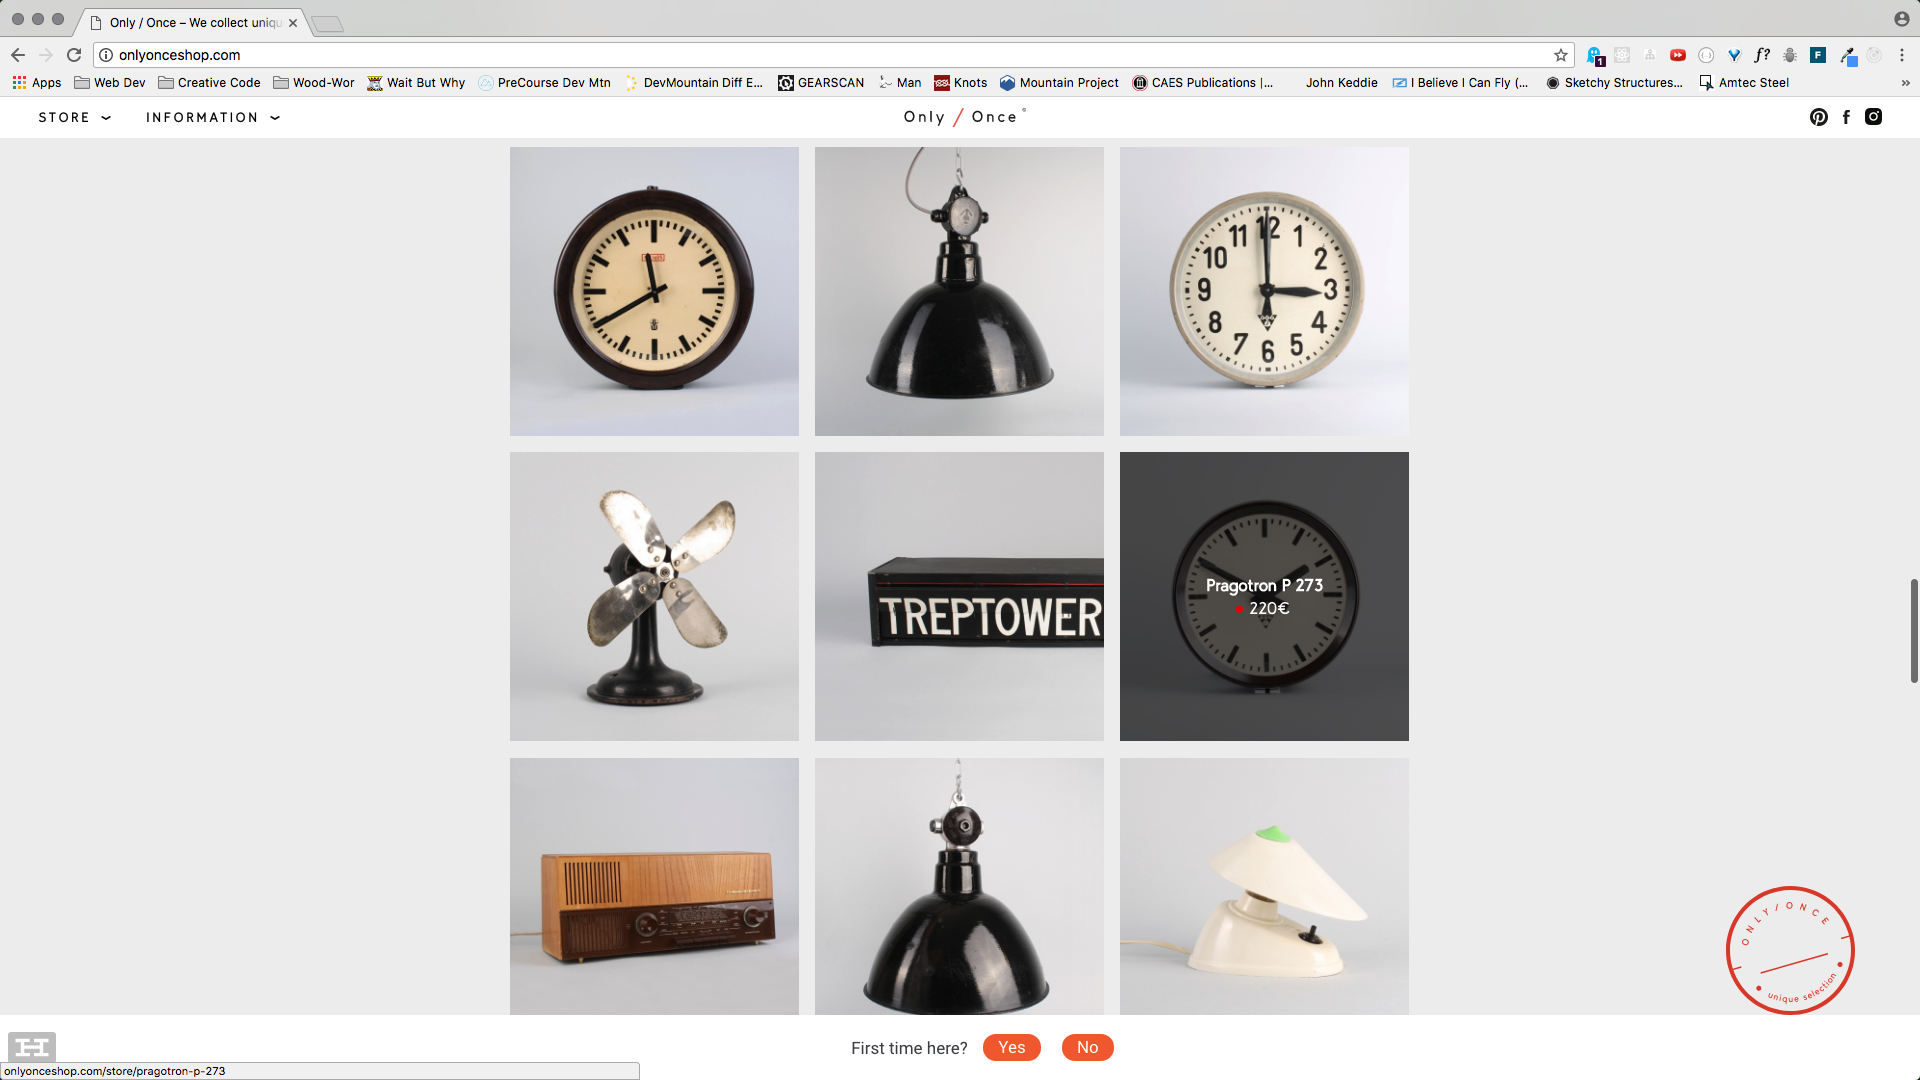 Only / Once – We collect uniqu
onlyonceshop.com
1
f?
F
Apps
Web Dev
Creative Code
Wood-Wor
Wait But Why
PreCourse Dev Mtn
DevMountain Diff E...
GEARSCAN
Man
Knots
Mountain Project
CAES Publications |...
John Keddie
I Believe I Can Fly (...
Sketchy Structures...
Amtec Steel
»
STORE
INFORMATION
Only / Once
12
1
2
3
4
5
6
7
8
9
10
11
TREPTOWER
Pragotron P 273
220€
ONLY/ONCE
unique selection
First time here?
Yes
No
onlyonceshop.com/store/pragotron-p-273